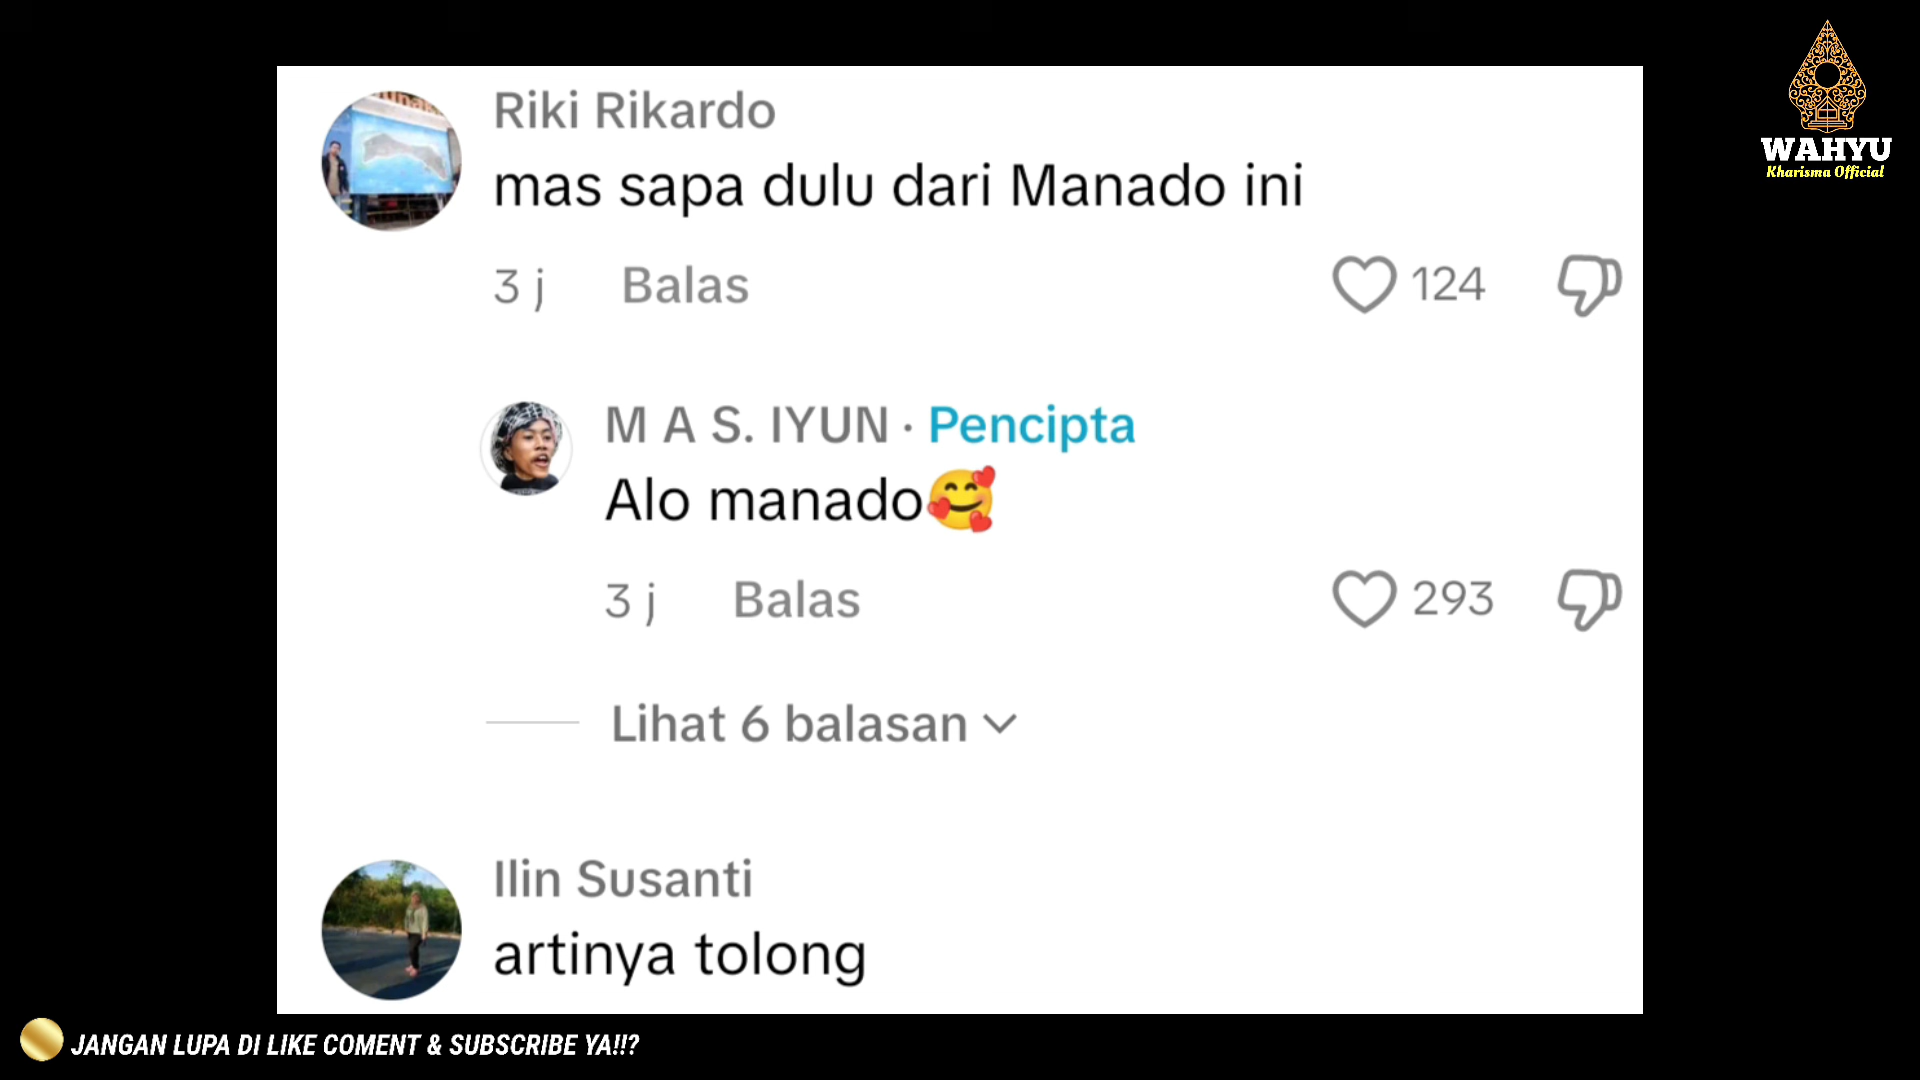 Riki Rikardo
mas sapa dulu dari Manado ini
3 j Balas 124
M A S. IYUN · Pencipta
Alo manado🥰
3 j Balas 293
Lihat 6 balasan
Ilin Susanti
artinya tolong
WAHYU
Kharisma Official
JANGAN LUPA DI LIKE COMENT & SUBSCRIBE YA!!?